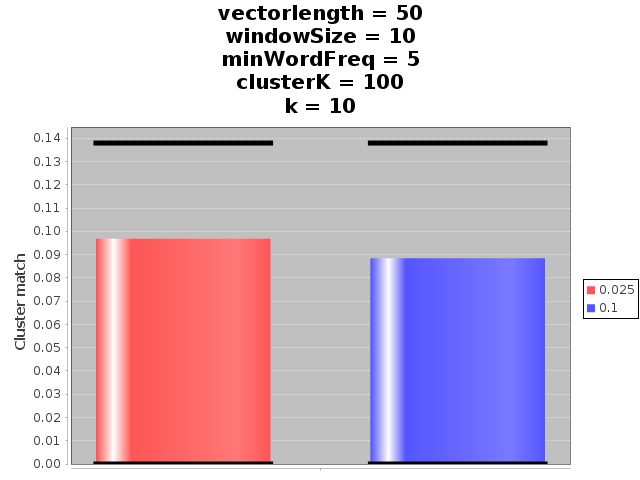 vectorlength = 50
windowSize = 10
minWordFreq = 5
clusterK = 100
k = 10
0.14
0.13
0.12
0.11
0.10
0.09
0.08
0.07
0.06
0.05
0.04
0.03
0.02
0.01
0.00
Cluster match
0.025
0.1